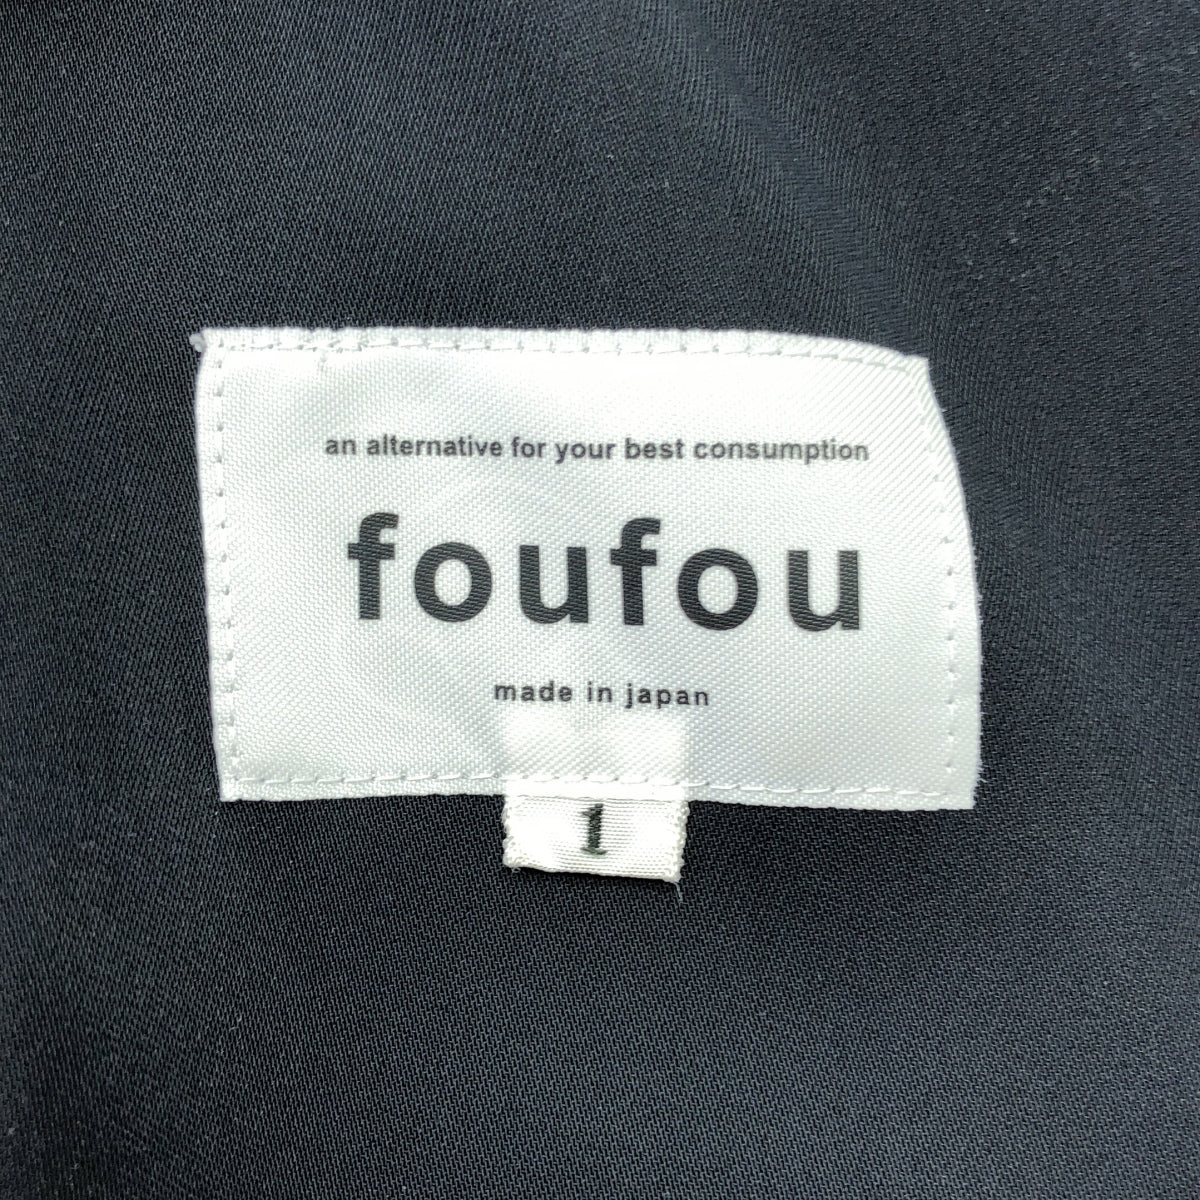 an alternative for your best consumption
foufou
made in japan
1